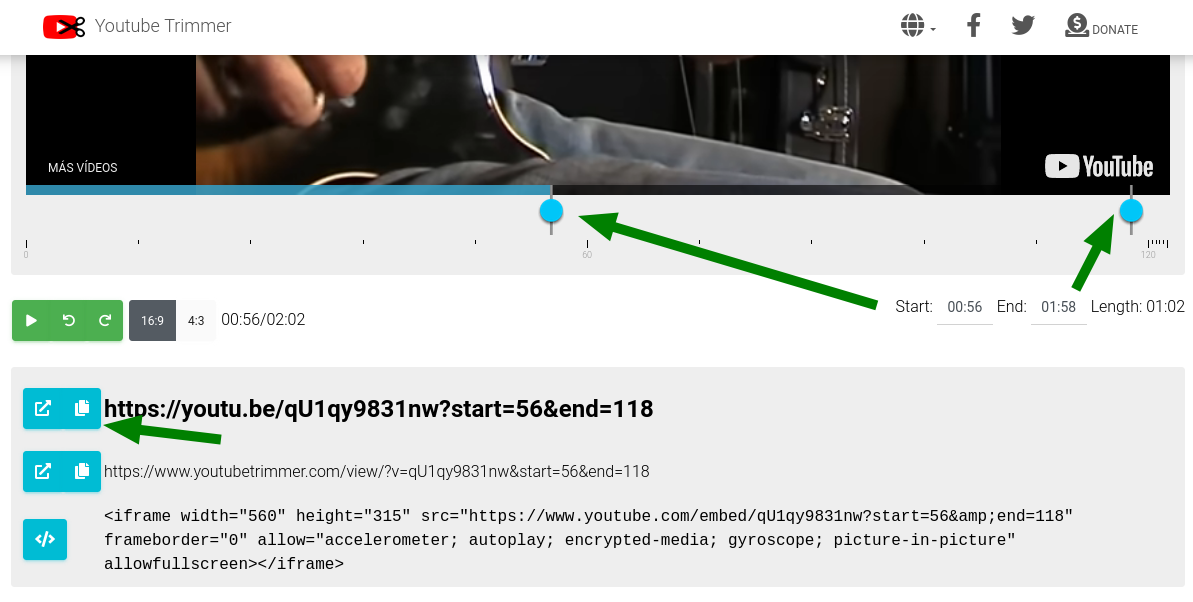 Youtube Trimmer
DONATE
MÁS VÍDEOS
YouTube
0
60
120
16:9
4:3
00:56/02:02
Start: 00:56 End: 01:58 Length: 01:02
https://youtu.be/qU1qy9831nw?start=56&end=118
https://www.youtubetrimmer.com/view/?v=qU1qy9831nw&start=56&end=118
<iframe width="560" height="315" src="https://www.youtube.com/embed/qU1qy9831nw?start=56&amp;end=118"
frameborder="0" allow="accelerometer; autoplay; encrypted-media; gyroscope; picture-in-picture"
allowfullscreen></iframe>